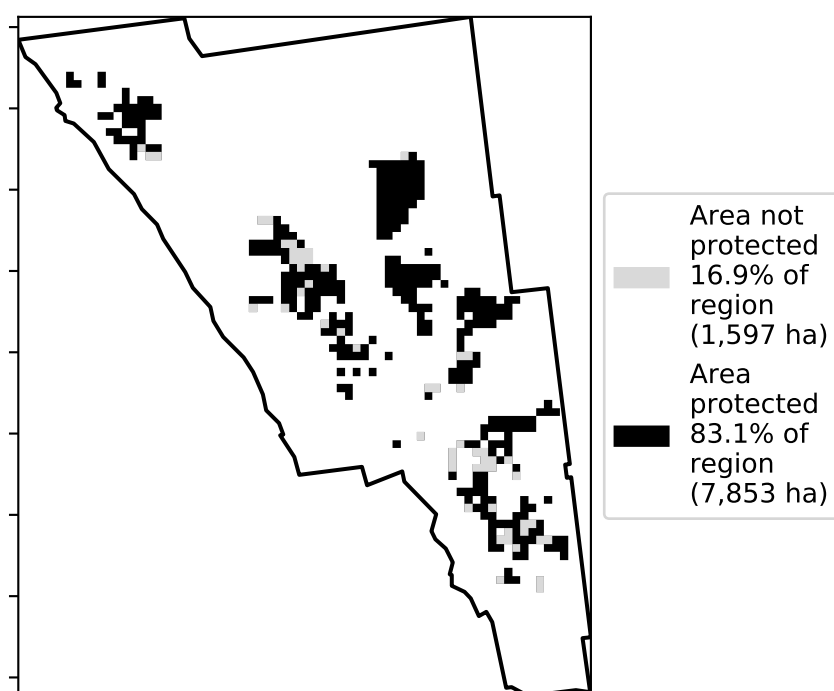 Area not
protected
16.9% of
region
(1,597 ha)
Area
protected
83.1% of
region
(7,853 ha)